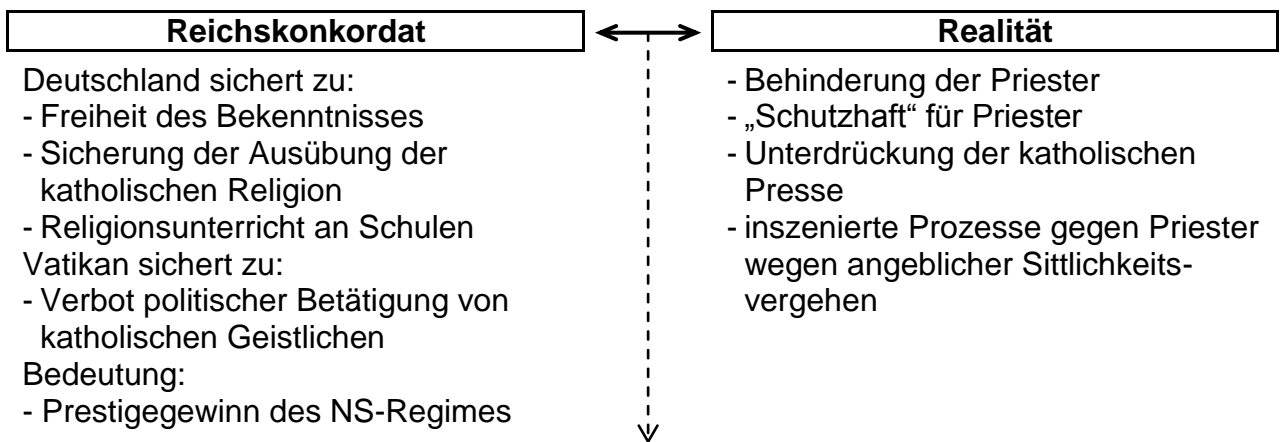 Reichskonkordat
Deutschland sichert zu:
- Freiheit des Bekenntnisses
- Sicherung der Ausübung der
katholischen Religion
- Religionsunterricht an Schulen
Vatikan sichert zu:
- Verbot politischer Betätigung von
katholischen Geistlichen
Bedeutung:
- Prestigegewinn des NS-Regimes
Realität
- Behinderung der Priester
- „Schutzhaft“ für Priester
- Unterdrückung der katholischen
Presse
- inszenierte Prozesse gegen Priester
wegen angeblicher Sittlichkeits-
vergehen